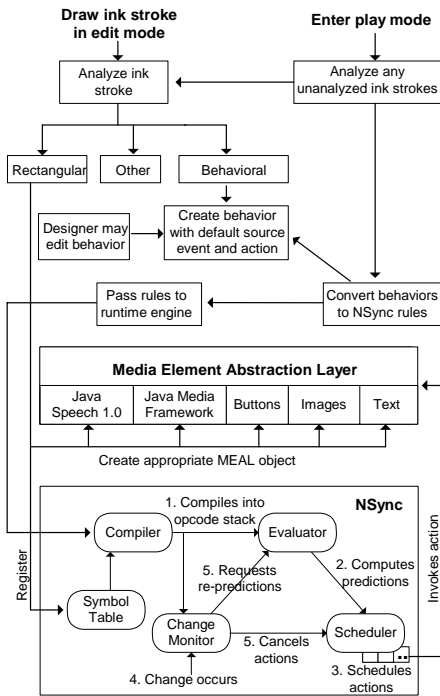 Draw ink stroke
in edit mode
Enter play mode
Analyze ink
stroke
Analyze any
unanalyzed ink strokes
Rectangular
Other
Behavioral
Designer may
edit behavior
Create behavior
with default source
event and action
Pass rules to
runtime engine
Convert behaviors
to NSync rules
Media Element Abstraction Layer
Java
Speech 1.0
Java Media
Framework
Buttons
Images
Text
Create appropriate MEAL object
NSync
1. Compiles into
opcode stack
Compiler
Evaluator
5. Requests
re-predictions
2. Computes
predictions
Register
Symbol
Table
Change
Monitor
5. Cancels
actions
Scheduler
Invokes action
4. Change occurs
3. Schedules
actions